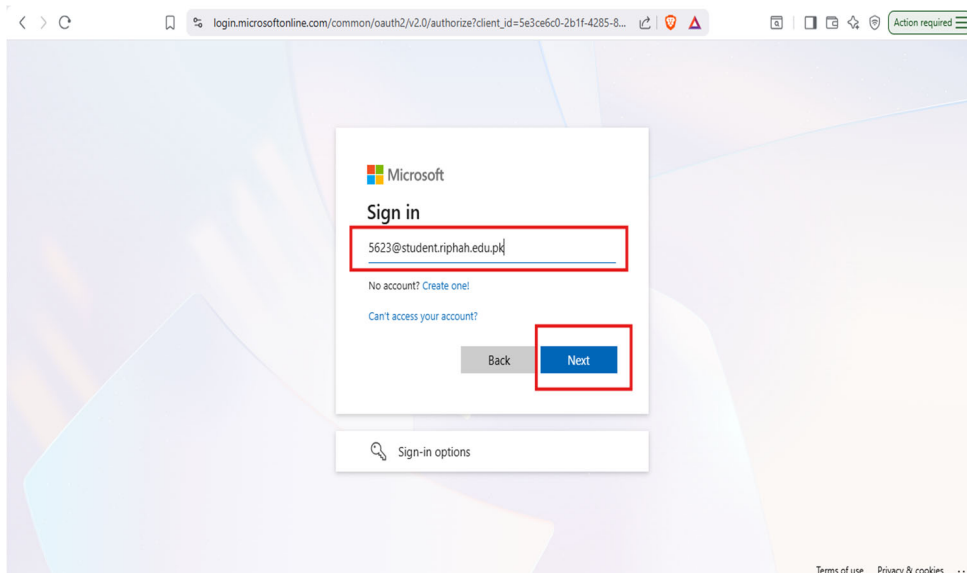 login.microsoftonline.com/common/oauth2/v2.0/authorize?client_id=5e3ce6c0-2b1f-4285-8...
Action required
Microsoft
Sign in
5623@student.riphah.edu.pk
No account? Create one!
Can't access your account?
Back Next
Sign-in options
Terms of use Privacy & cookies ...